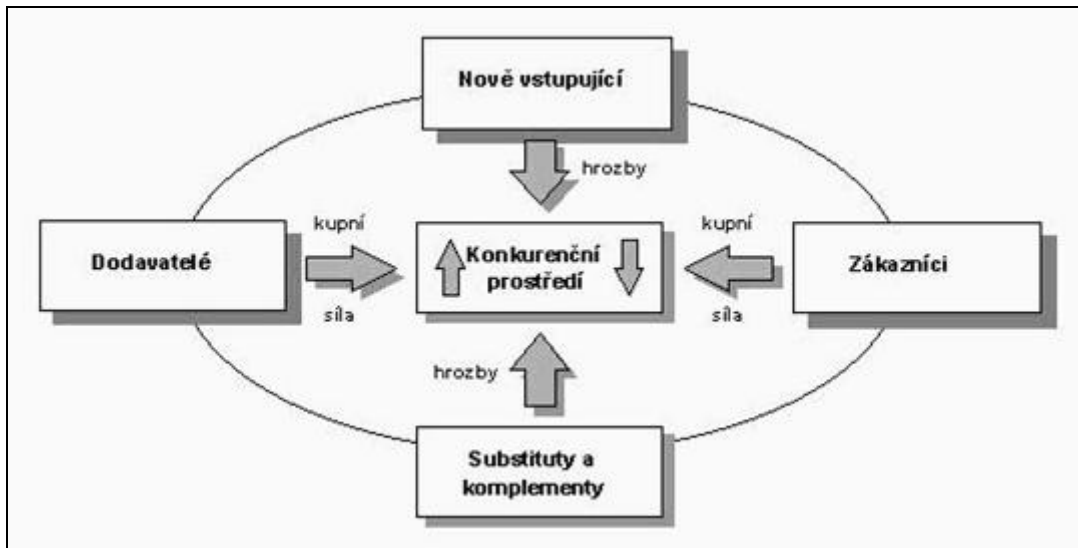 Nově vstupující
hrozby
kupní
kupní
Dodavatelé
Konkurenční
prostředí
Zákazníci
síla
síla
hrozby
Substituty a
komplementy